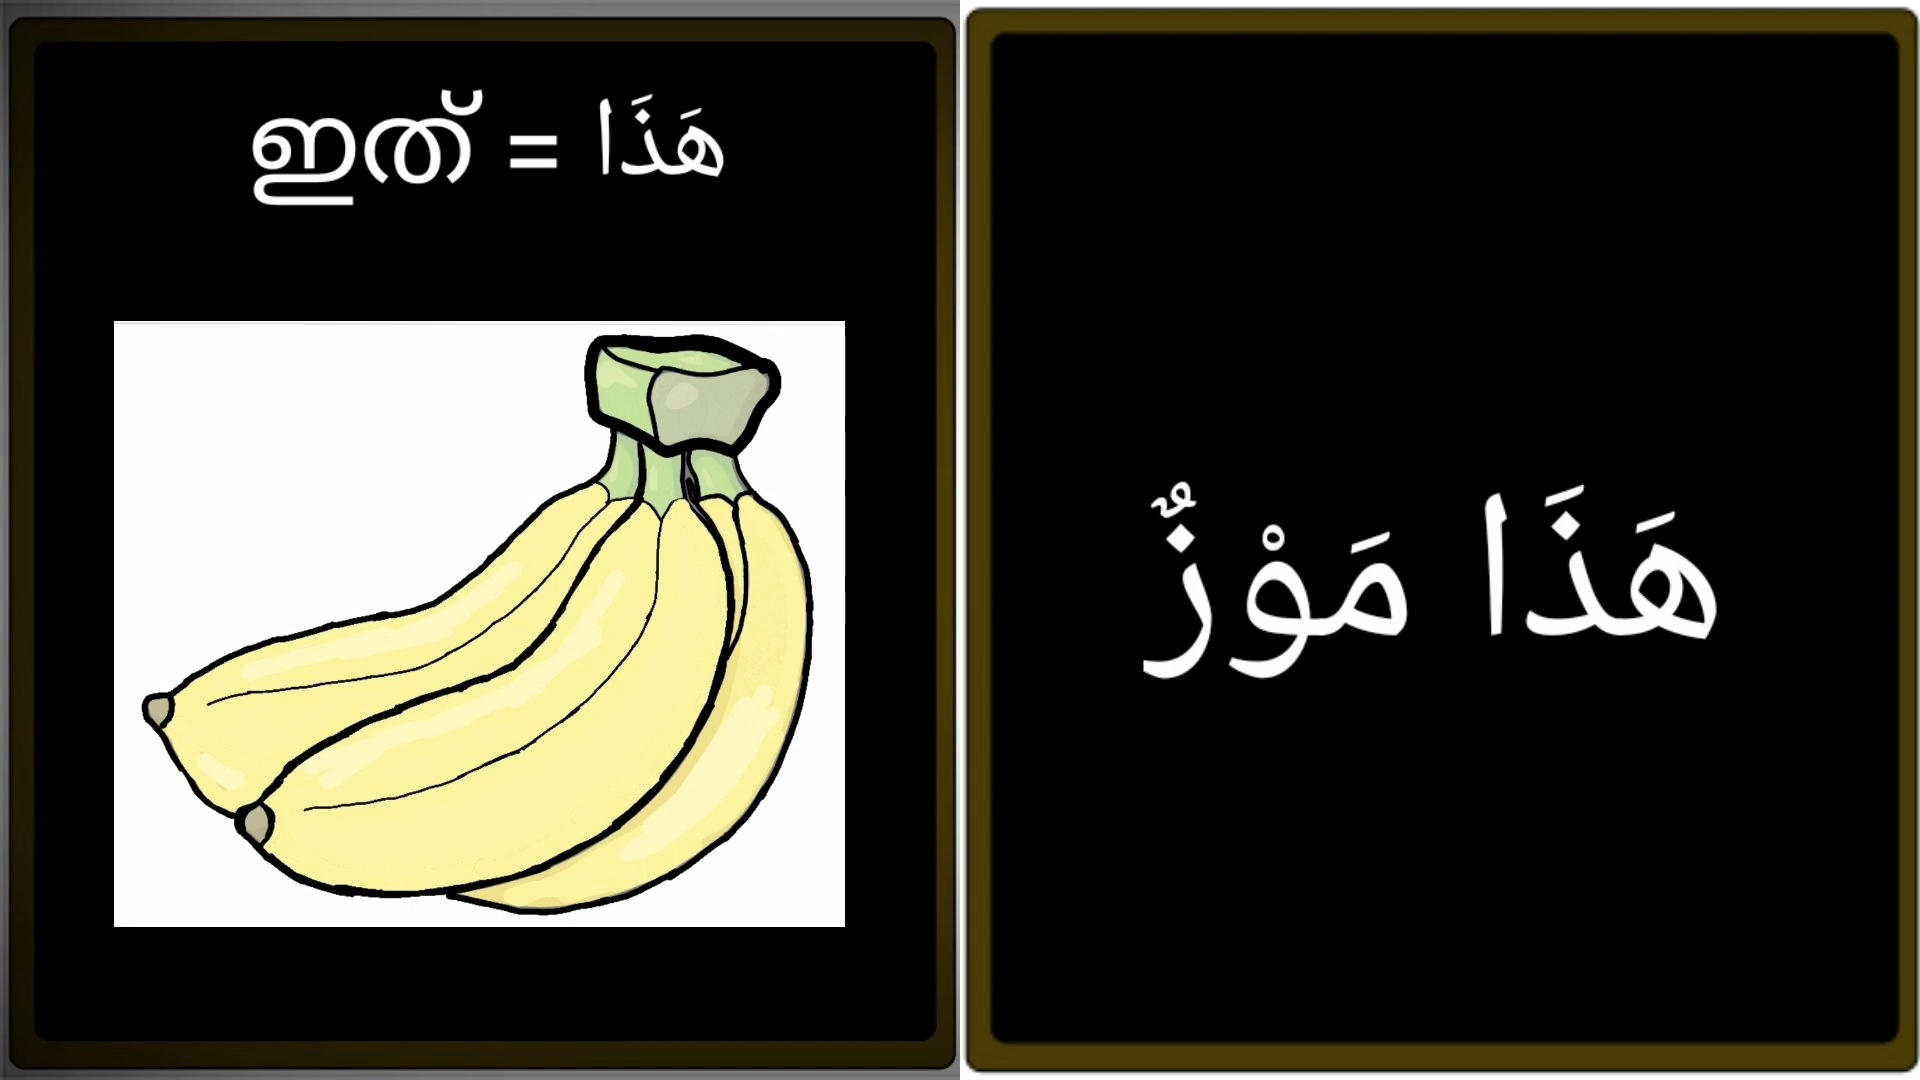 ഇത് = هَذَا
هَذَا مَوْزٌ